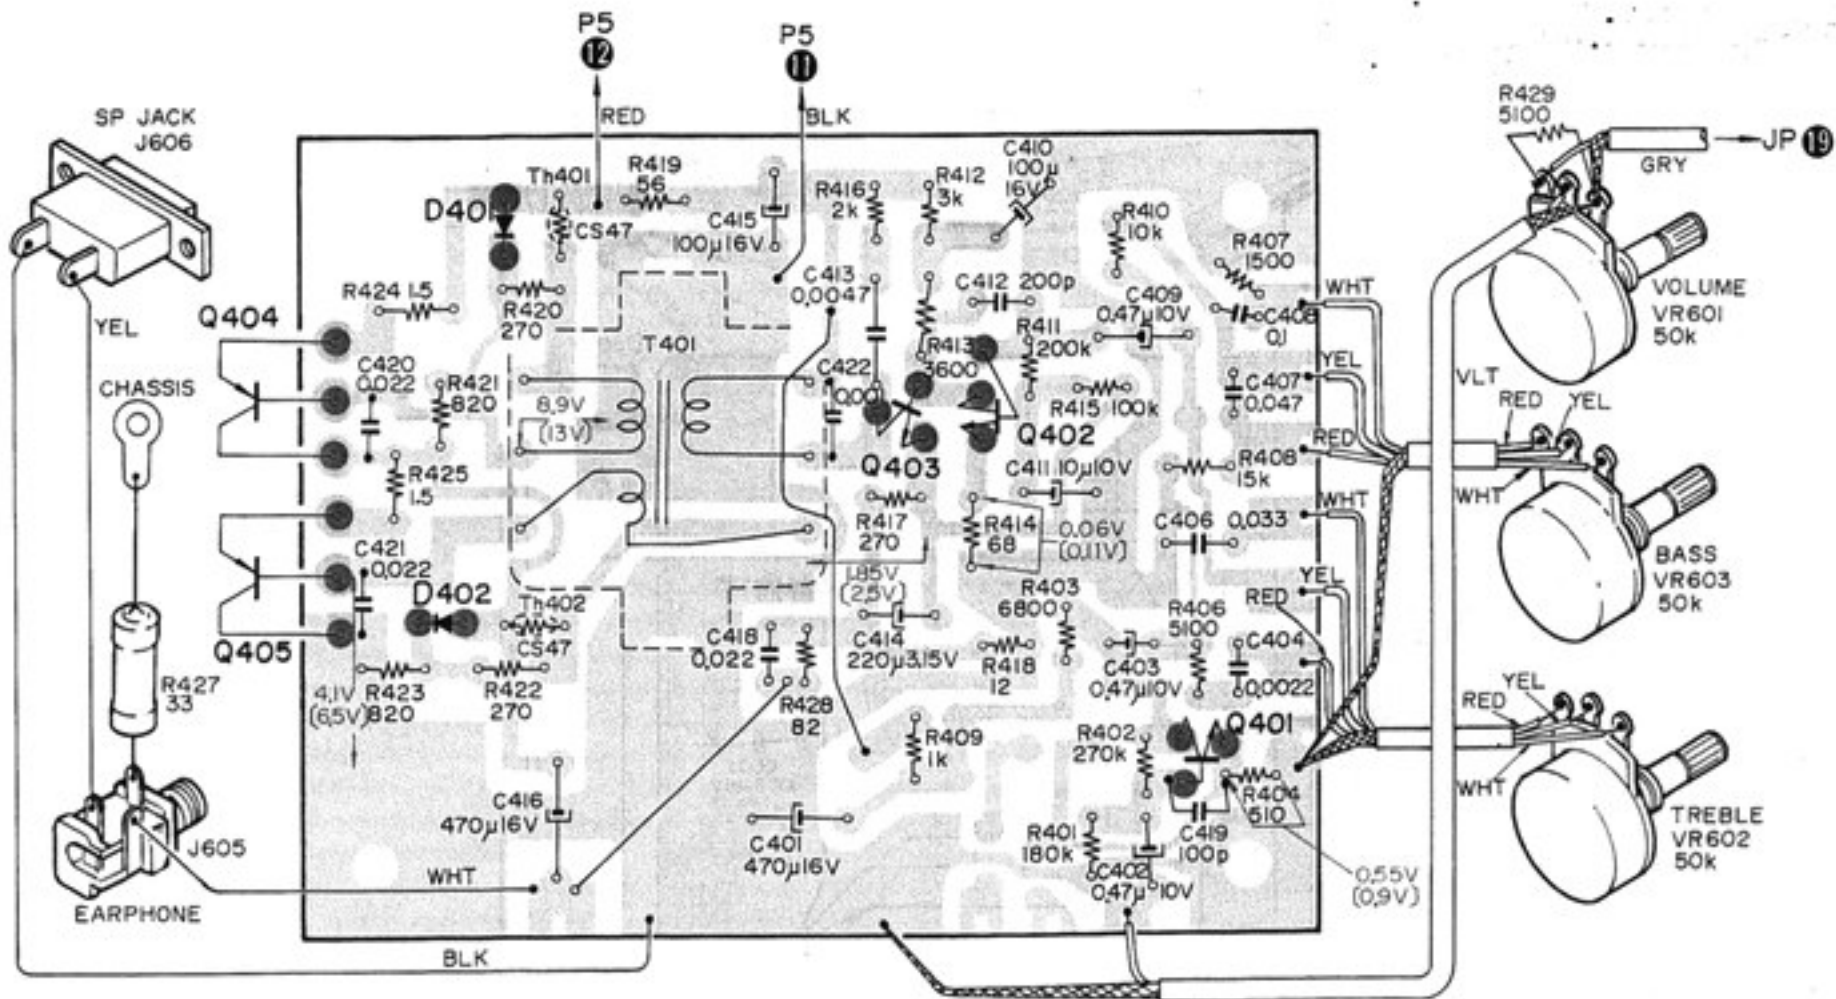 P5
12
RED
P5
11
BLK
SP JACK
J606
YEL
CHASSIS
R427
33
J605
EARPHONE
WHT
BLK
Q404
Q405
D401
Th401
CS47
R419
56
C415
100μ16V
R416
2k
R412
3k
C410
100μ
16V
R410
10k
R407
1500
R424 1.5
R420
270
C413
0.0047
C412 200p
C409
0.47μ10V
C408
0.1
T401
R413
3600
R411
200k
C420
0.022
R421
820
8.9V
(13V)
C422
R415 100k
C407
0.047
Q403
Q402
R425
1.5
C411 10μ10V
R408
15k
R417
270
R414
68
0.06V
(0.11V)
C406 0.033
C421
0.022
D402
Th402
CS47
1.85V
(2.5V)
R403
6800
R406
5100
C404
0.0022
C418
0.022
C414
220μ3.15V
R418
12
C403
0.47μ10V
4.1V
(6.5V)
R423
820
R422
270
R428
82
R409
1k
R402
270k
Q401
R404
510
C416
470μ16V
C401
470μ16V
R401
180k
C402
0.47μ 10V
C419
100p
0.55V
(0.9V)
WHT
YEL
RED
WHT
YEL
RED
R429
5100
GRY
JP 19
VOLUME
VR601
50k
VLT
RED
YEL
WHT
BASS
VR603
50k
RED
YEL
WHT
TREBLE
VR602
50k